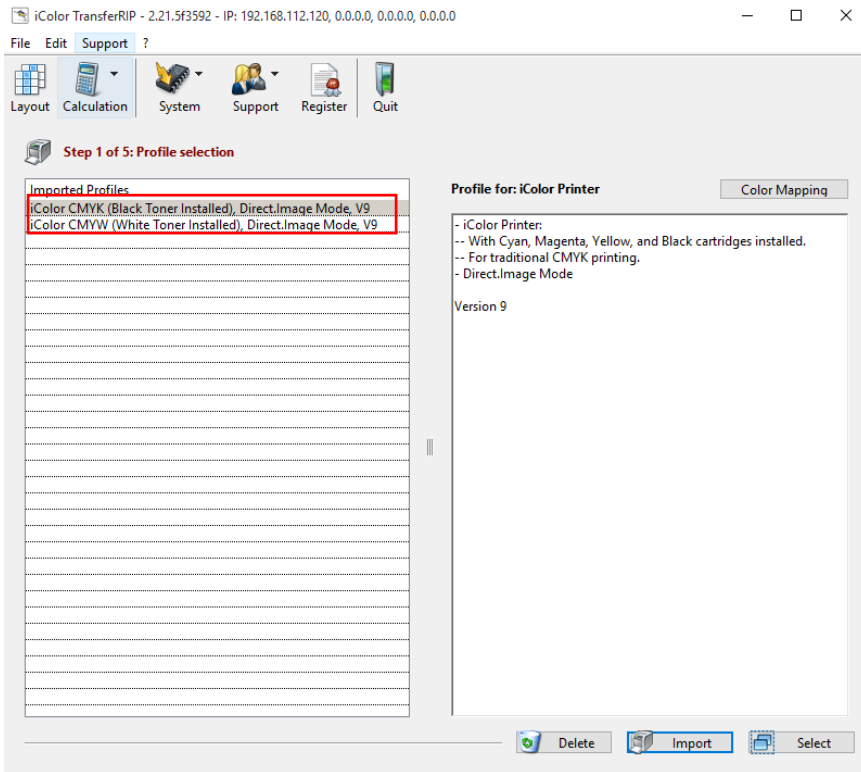 iColor TransferRIP - 2.21.5f3592 - IP: 192.168.112.120, 0.0.0.0, 0.0.0.0, 0.0.0.0
File Edit Support ?
Layout Calculation System Support Register Quit
Step 1 of 5: Profile selection
Imported Profiles
iColor CMYK (Black Toner Installed), Direct.Image Mode, V9
iColor CMYW (White Toner Installed), Direct.Image Mode, V9
Profile for: iColor Printer
Color Mapping
- iColor Printer:
-- With Cyan, Magenta, Yellow, and Black cartridges installed.
-- For traditional CMYK printing.
- Direct.Image Mode
Version 9
Delete Import Select